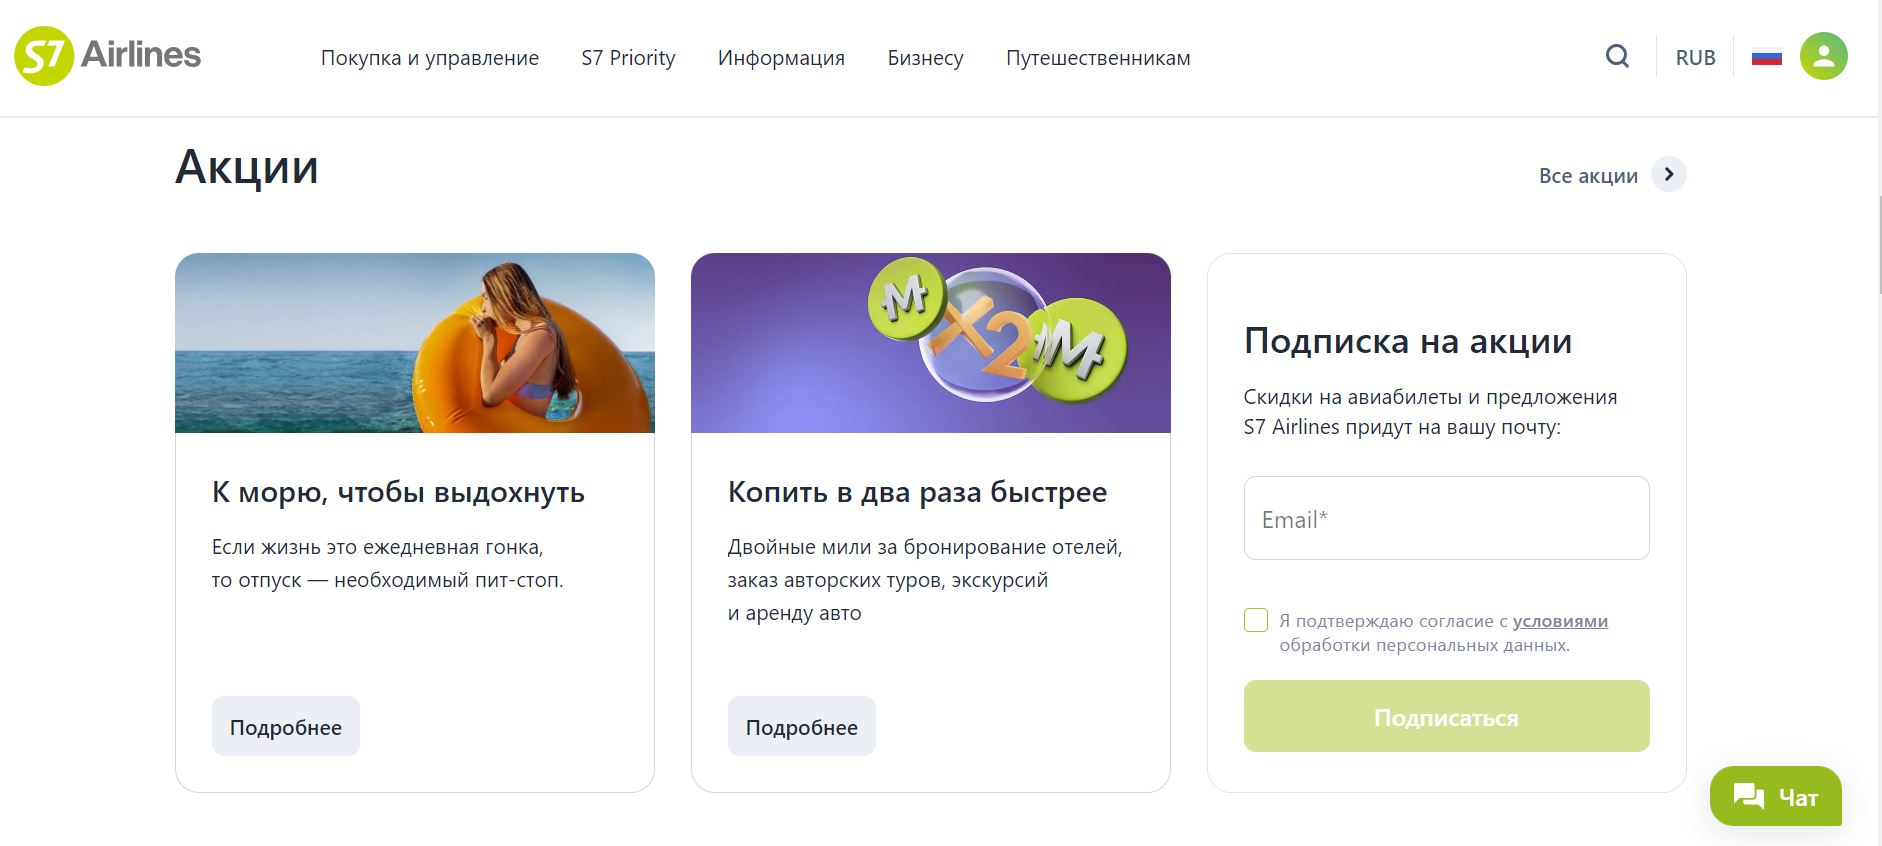 S7 Airlines
Покупка и управление
S7 Priority
Информация
Бизнесу
Путешественникам
RUB
Акции
Все акции
M X2 M
К морю, чтобы выдохнуть
Если жизнь это ежедневная гонка,
то отпуск — необходимый пит-стоп.
Подробнее
Копить в два раза быстрее
Двойные мили за бронирование отелей,
заказ авторских туров, экскурсий
и аренду авто
Подробнее
Подписка на акции
Скидки на авиабилеты и предложения
S7 Airlines придут на вашу почту:
Email*
Я подтверждаю согласие с условиями
обработки персональных данных.
Подписаться
Чат